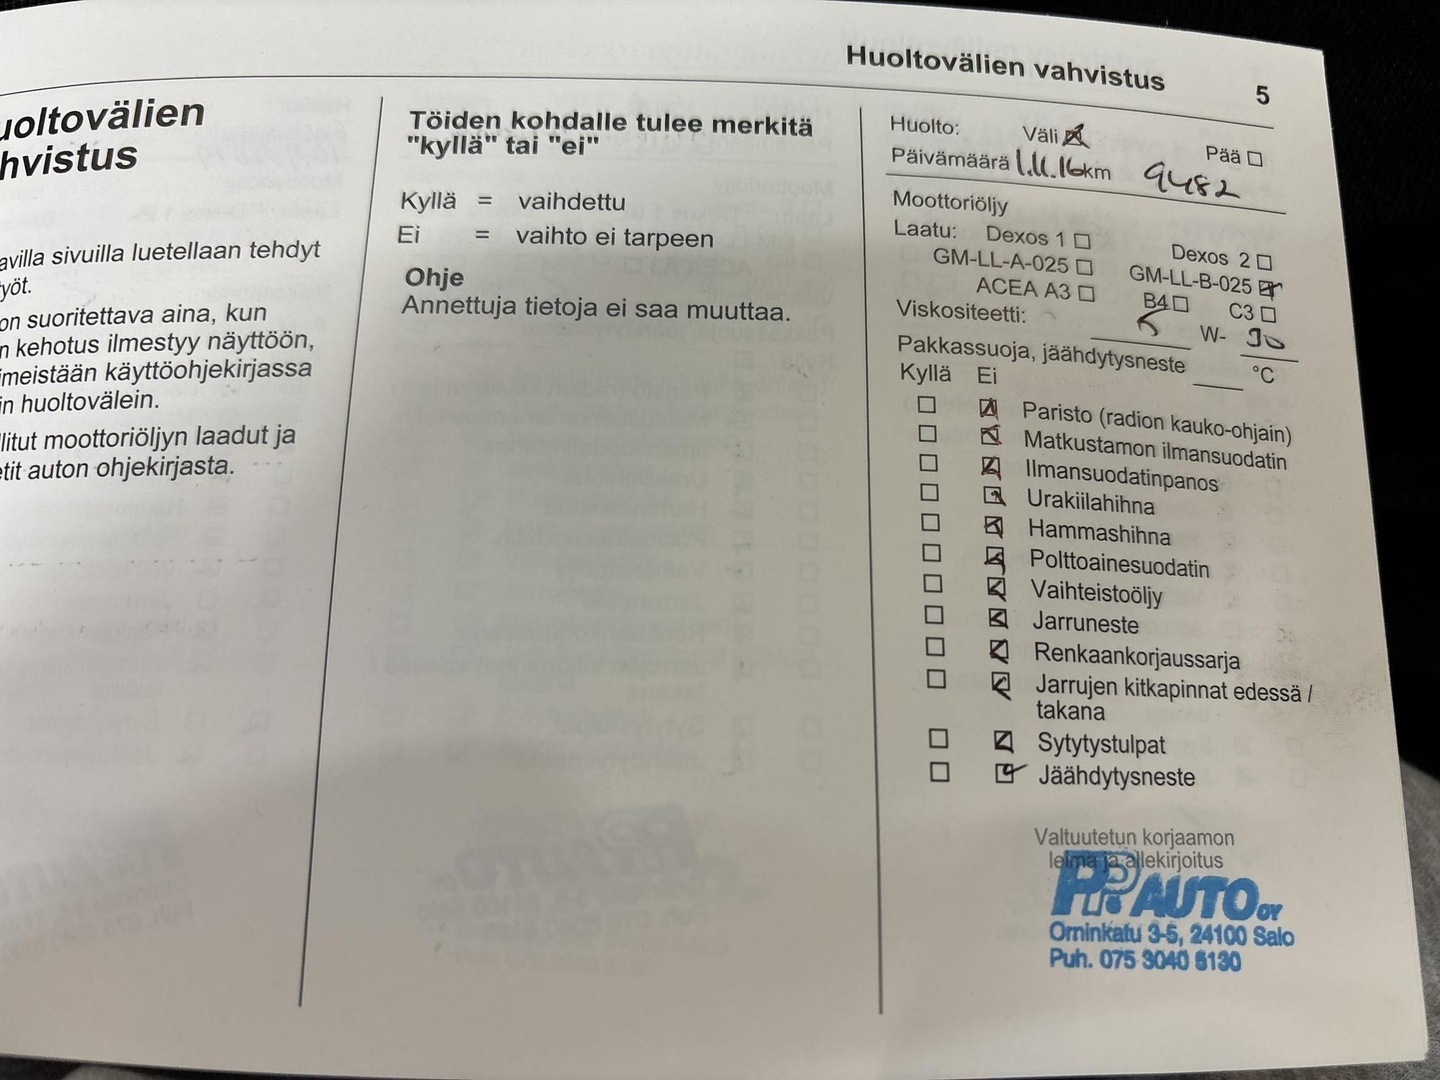 Huoltovälien vahvistus 5
uoltovälien
hvistus
avilla sivuilla luetellaan tehdyt
yöt.
on suoritettava aina, kun
n kehotus ilmestyy näyttöön,
imeistään käyttöohjekirjassa
in huoltovälein.
llitut moottoriöljyn laadut ja
etit auton ohjekirjasta.
Töiden kohdalle tulee merkitä
"kyllä" tai "ei"
Kyllä = vaihdettu
Ei = vaihto ei tarpeen
Ohje
Annettuja tietoja ei saa muuttaa.
Huolto: Väli Pää
Päivämäärä 1.11.16 km 9482
Moottoriöljy
Laatu: Dexos 1 Dexos 2
GM-LL-A-025 GM-LL-B-025
ACEA A3 B4 C3
Viskositeetti: 5 W- 30
Pakkassuoja, jäähdytysneste °C
Kyllä Ei
Paristo (radion kauko-ohjain)
Matkustamon ilmansuodatin
Ilmansuodatinpanos
Urakiilahihna
Hammashihna
Polttoainesuodatin
Vaihteistoöljy
Jarruneste
Renkaankorjaussarja
Jarrujen kitkapinnat edessä /
takana
Sytytystulpat
Jäähdytysneste
Valtuutetun korjaamon
leima ja allekirjoitus
PP AUTO OY
Örninkatu 3-5, 24100 Salo
Puh. 075 3040 5130